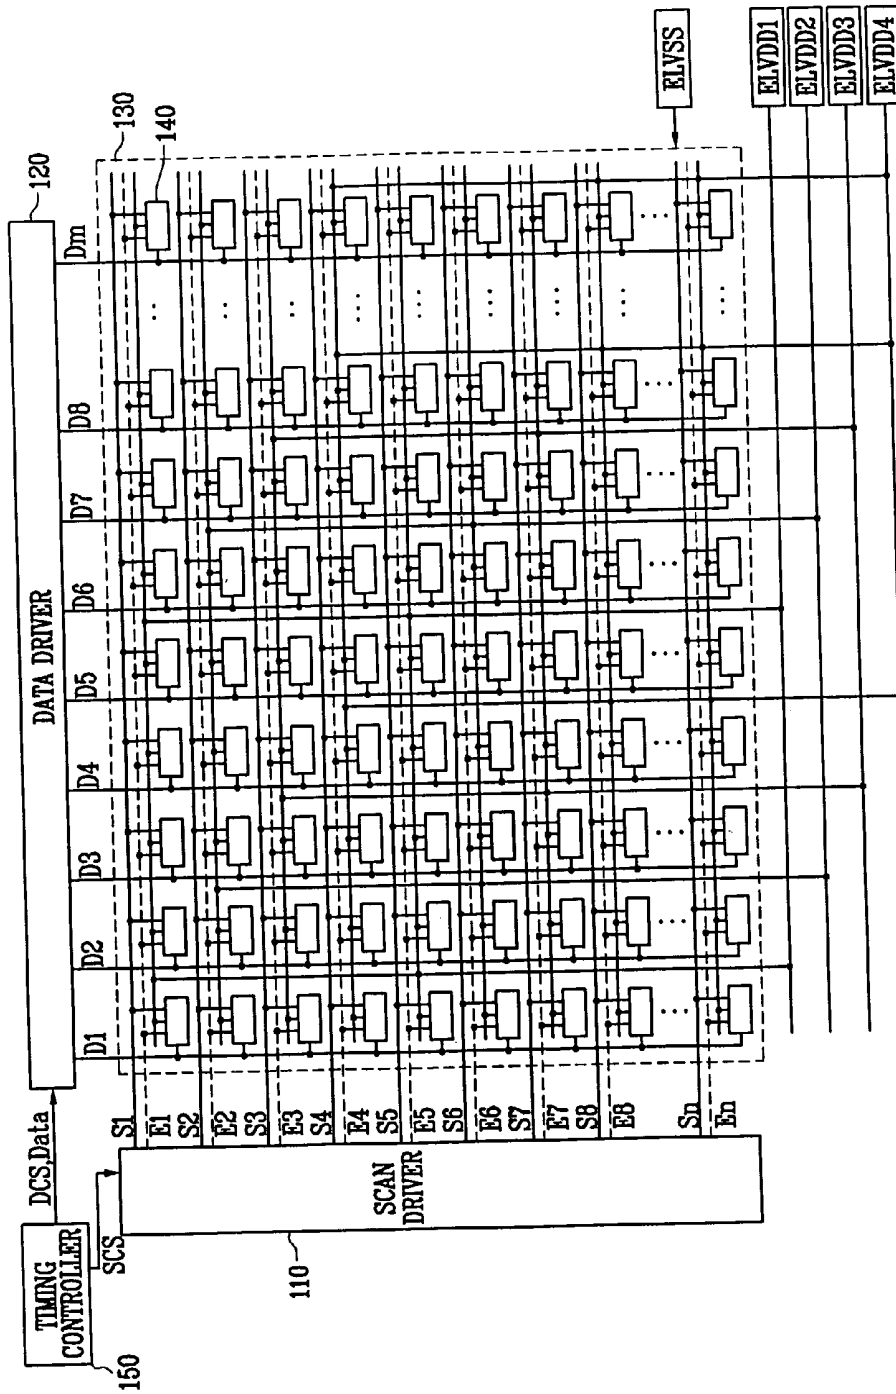 120
DATA DRIVER
DCS,Data
TIMING
CONTROLLER
150
SCS
SCAN
DRIVER
110
D1
D2
D3
D4
D5
D6
D7
D8
Dm
130
140
S1
E1
S2
E2
S3
E3
S4
E4
S5
E5
S6
E6
S7
E7
S8
E8
Sn
En
ELVSS
ELVDD1
ELVDD2
ELVDD3
ELVDD4